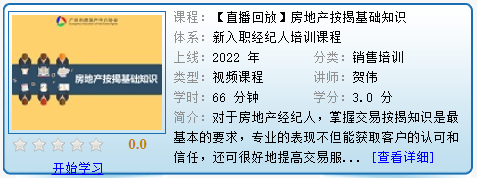 房地产按揭基础知识
0.0
开始学习
课程：【直播回放】房地产按揭基础知识
体系：新入职经纪人培训课程
上线：2022 年 分类：销售培训
类型：视频课程 讲师：贺伟
学时：66 分钟 学分：3.0 分
简介：对于房地产经纪人，掌握交易按揭知识是最
基本的要求，专业的表现不但能获取客户的认可和
信任，还可很好地提高交易服... [查看详细]